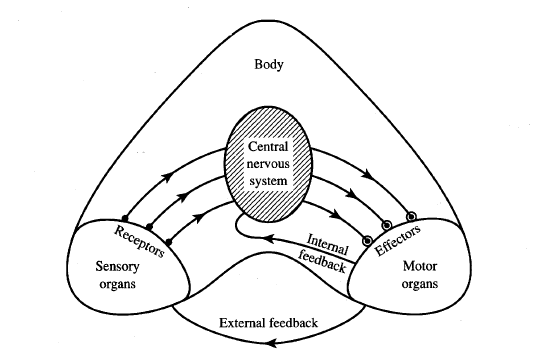 Body
Central
nervous
system
Receptors
Internal
feedback
Effectors
Sensory
organs
Motor
organs
External feedback